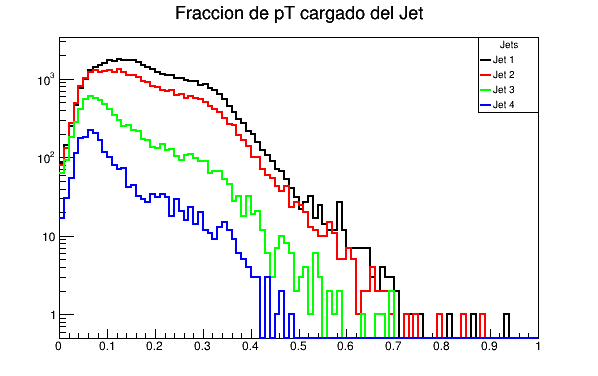 Fraccion de pT cargado del Jet
Jets
Jet 1
Jet 2
Jet 3
Jet 4
10³
10²
10
1
0 0.1 0.2 0.3 0.4 0.5 0.6 0.7 0.8 0.9 1